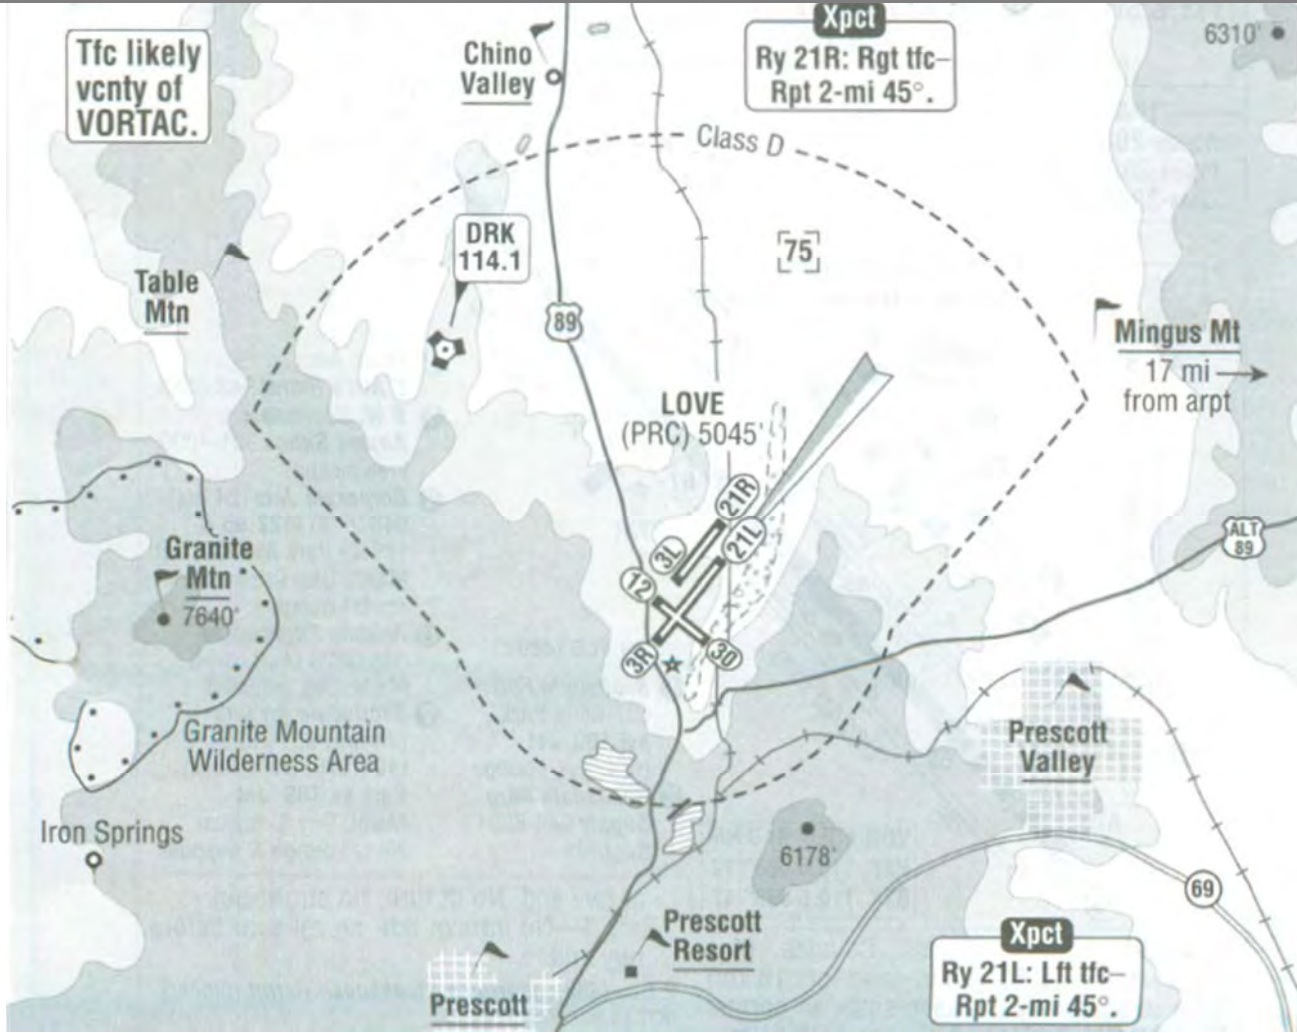 Tfc likely
vcnty of
VORTAC.
Chino
Valley
Xpct
Ry 21R: Rgt tfc–
Rpt 2-mi 45°.
6310'
Class D
DRK
114.1
75
Table
Mtn
89
Mingus Mt
17 mi
from arpt
LOVE
(PRC) 5045'
21R
21L
3L
12
3R
30
ALT
89
Granite
Mtn
7640'
Granite Mountain
Wilderness Area
Prescott
Valley
Iron Springs
6178'
69
Prescott
Resort
Prescott
Xpct
Ry 21L: Lft tfc–
Rpt 2-mi 45°.